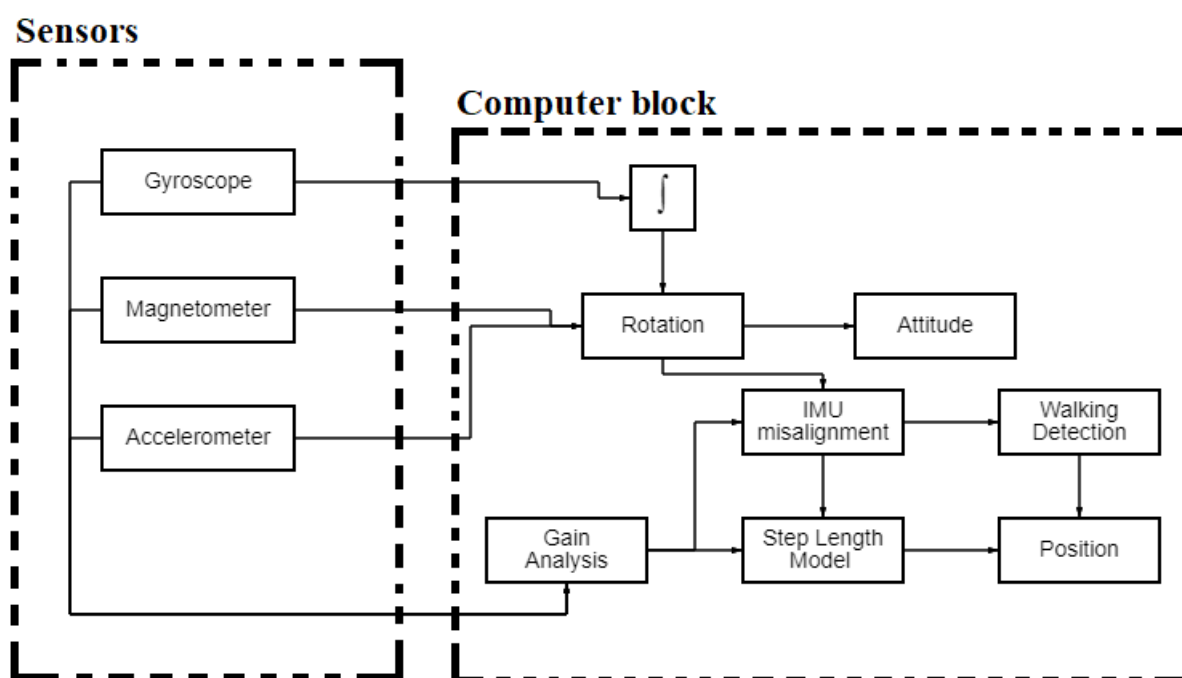 Sensors
Computer block
Gyroscope
∫
Magnetometer
Rotation
Attitude
Accelerometer
IMU
misalignment
Walking
Detection
Gain
Analysis
Step Length
Model
Position